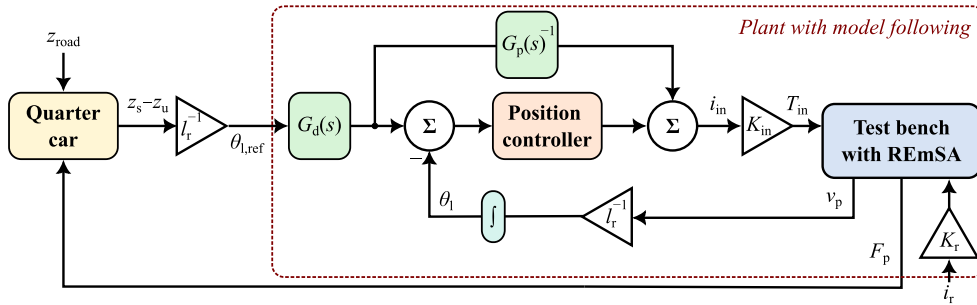 Plant with model following
z_road
G_p(s)^-1
Quarter
car
z_s–z_u
l_r^-1
θ_l,ref
G_d(s)
Σ
−
Position
controller
Σ
i_in
K_in
T_in
Test bench
with REmSA
θ_l
∫
l_r^-1
v_p
F_p
K_r
i_r